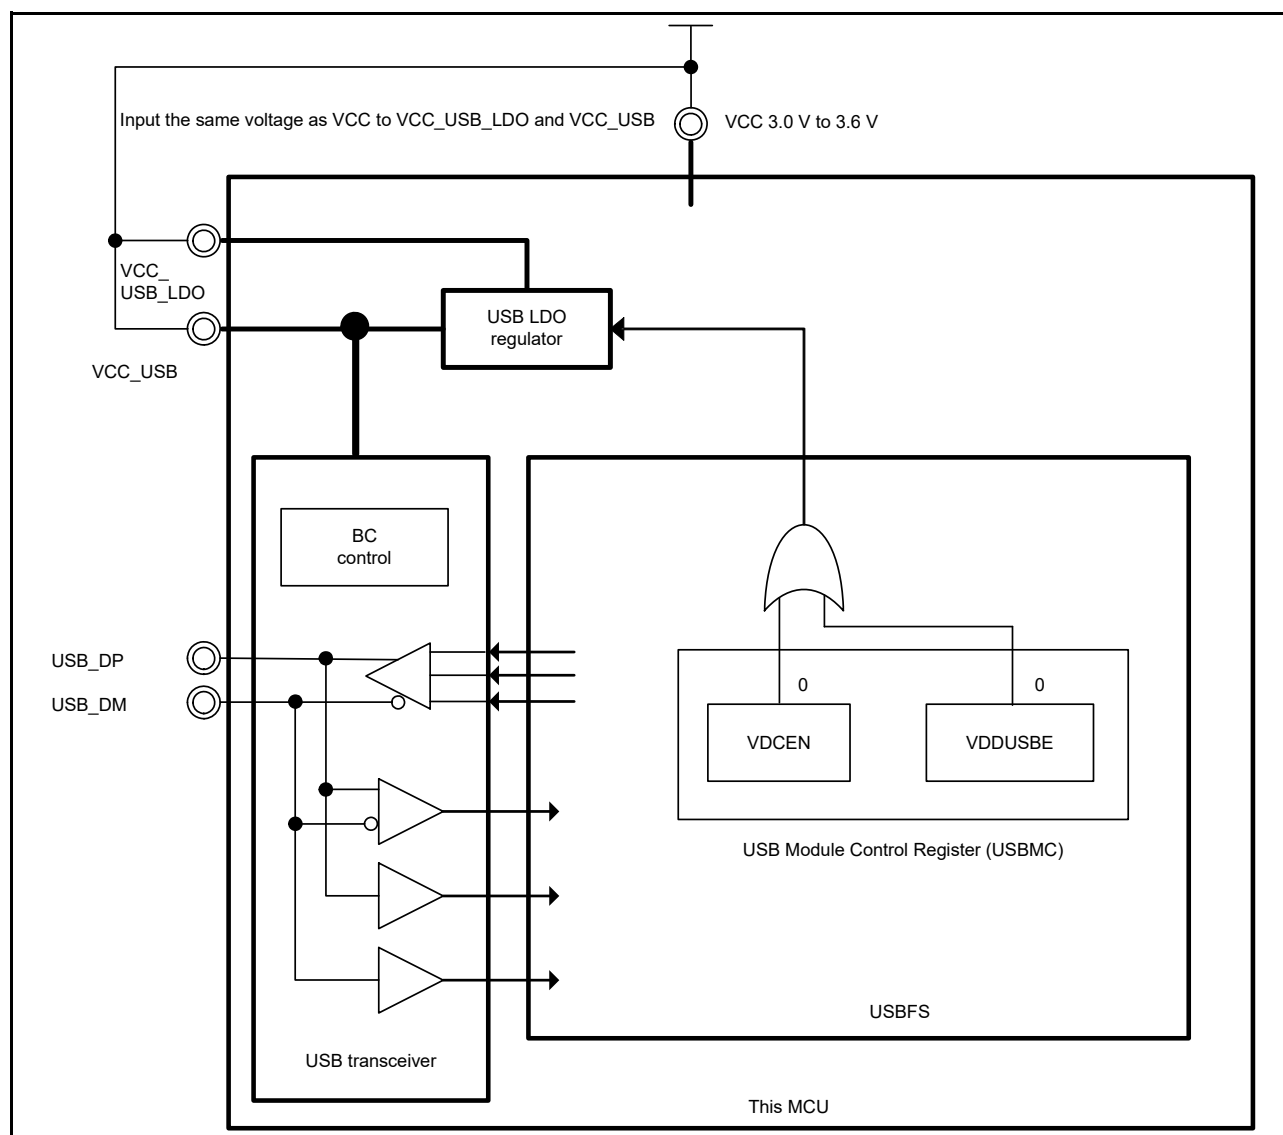 Input the same voltage as VCC to VCC_USB_LDO and VCC_USB
VCC 3.0 V to 3.6 V
VCC_
USB_LDO
USB LDO
regulator
VCC_USB
BC
control
USB_DP
USB_DM
0
0
VDCEN
VDDUSBE
USB Module Control Register (USBMC)
USBFS
USB transceiver
This MCU